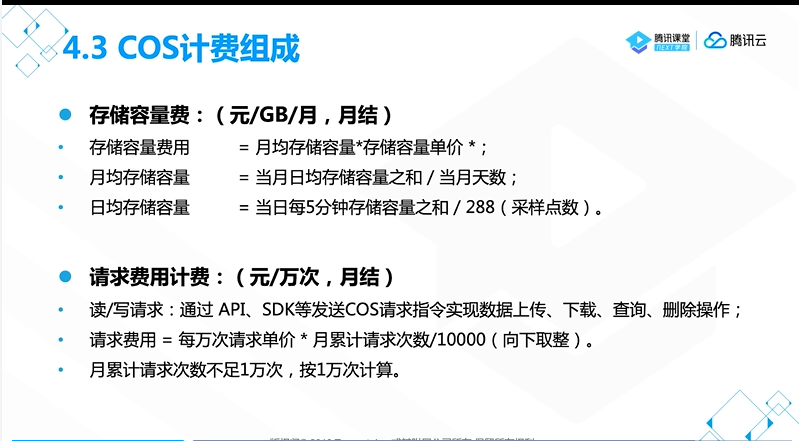 4.3 COS计费组成
腾讯课堂
NEXT学院
腾讯云
存储容量费：（元/GB/月，月结）
存储容量费用 = 月均存储容量*存储容量单价 *；
月均存储容量 = 当月日均存储容量之和 / 当月天数；
日均存储容量 = 当日每5分钟存储容量之和 / 288（采样点数）。
请求费用计费：（元/万次，月结）
读/写请求：通过 API、SDK等发送COS请求指令实现数据上传、下载、查询、删除操作；
请求费用 = 每万次请求单价 * 月累计请求次数/10000（向下取整）。
月累计请求次数不足1万次，按1万次计算。